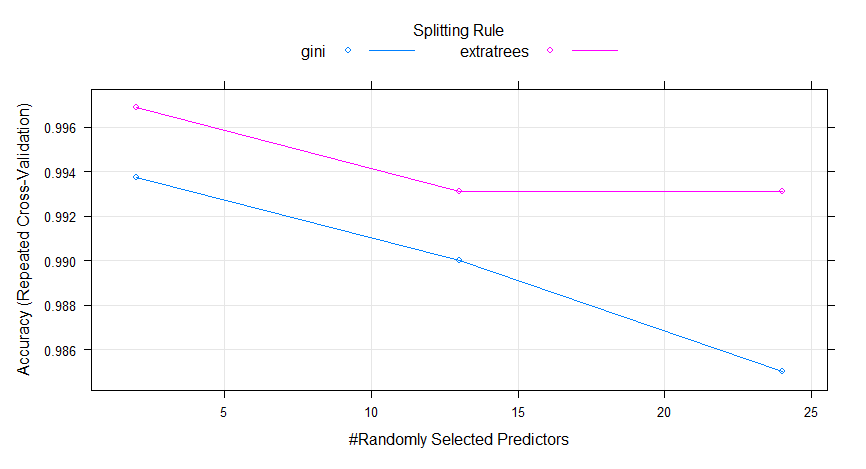 Splitting Rule
gini extratrees
Accuracy (Repeated Cross-Validation)
0.996
0.994
0.992
0.990
0.988
0.986
5 10 15 20 25
#Randomly Selected Predictors